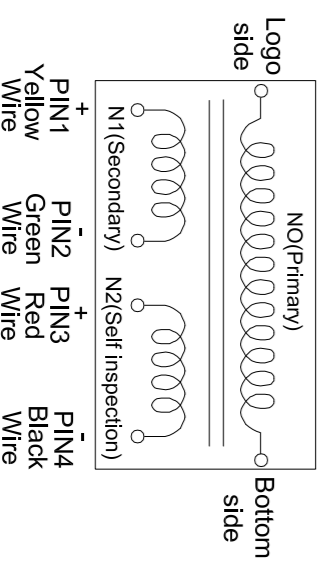 Logo
side
NO(Primary)
Bottom
side
N1(Secondary)
N2(Self inspection)
+
PIN1
Yellow
Wire
-
PIN2
Green
Wire
+
PIN3
Red
Wire
-
PIN4
Black
Wire